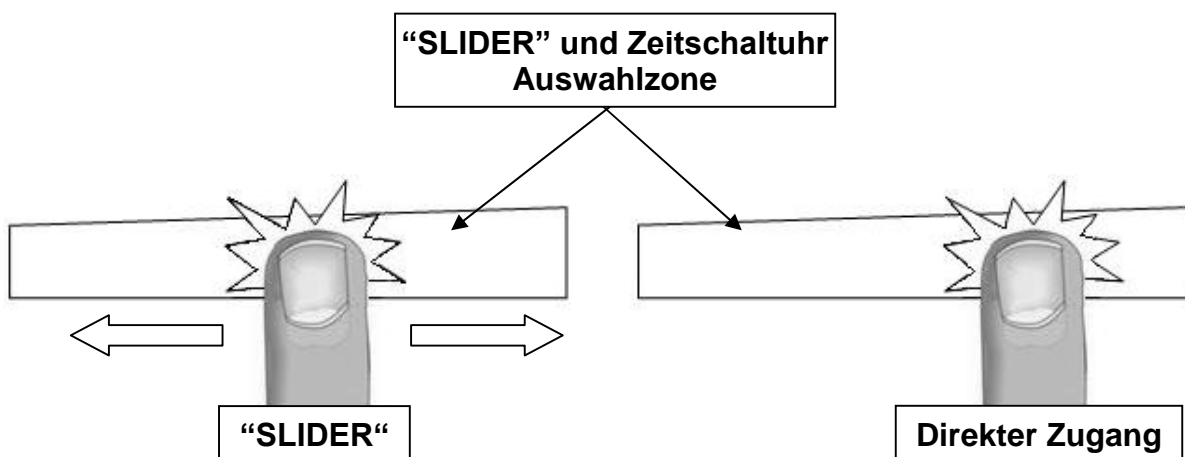 “SLIDER” und Zeitschaltuhr
Auswahlzone
“SLIDER“
Direkter Zugang